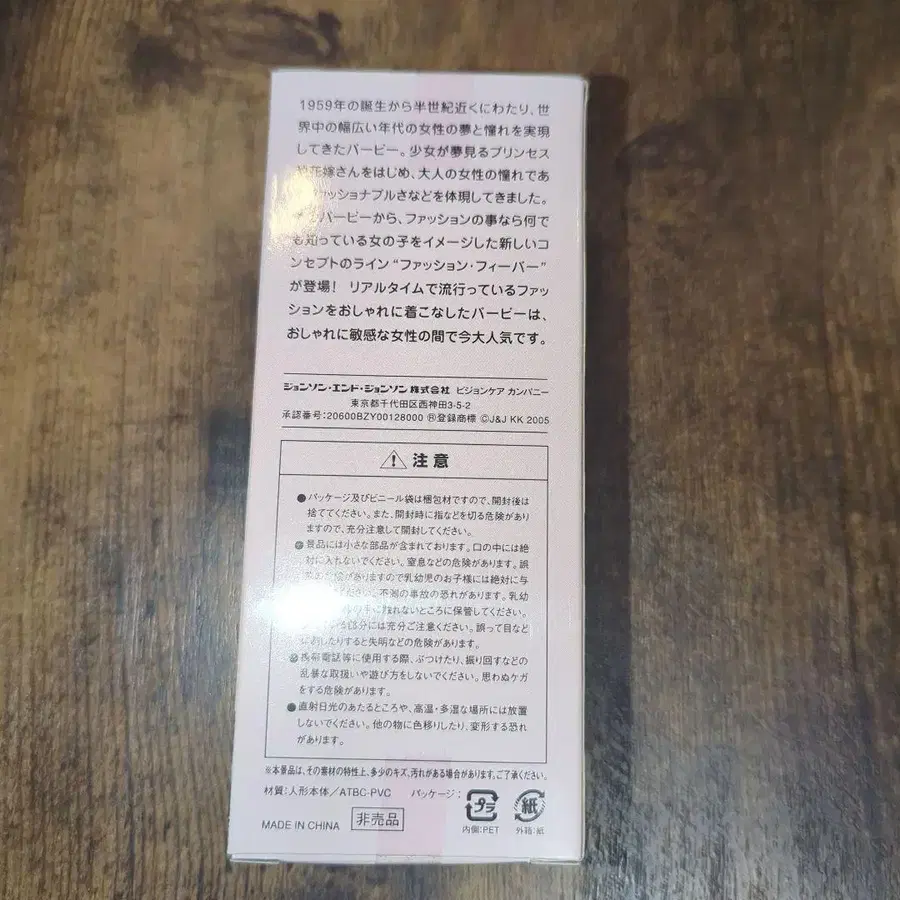 1959年の誕生から半世紀近くにわたり、世
界中の幅広い年代の女性の夢と憧れを実現
してきたバービー。少女が夢見るプリンセス
花嫁さんをはじめ、大人の女性の憧れであ
ァッショナブルさなどを体現してきました。
バービーから、ファッションの事なら何で
も知っている女の子をイメージした新しいコ
ンセプトのライン“ファッション・フィーバー”
が登場! リアルタイムで流行っているファッ
ションをおしゃれに着こなしたバービーは、
おしゃれに敏感な女性の間で今大人気です。
ジョンソン・エンド・ジョンソン株式会社 ビジョンケア カンパニー
東京都千代田区西神田3-5-2
承認番号:20600BZY00128000 ®登録商標 ©J&J KK 2005
注意
●パッケージ及びビニール袋は梱包材ですので、開封後は
捨ててください。また、開封時に指などを切る危険があり
ますので、充分注意して開封してください。
●景品には小さな部品が含まれております。口の中には絶
対に入れないでください。窒息などの危険があります。誤
がありますので乳幼児のお子様には絶対に与
ください。不測の事故の恐れがあります。乳幼
の手に触れないところに保管してください。
部分には充分ご注意ください。誤って目など
したりすると失明などの危険があります。
●携帯電話等に使用する際、ぶつけたり、振り回すなどの
乱暴な取扱いや遊び方をしないでください。思わぬケガ
をする危険があります。
●直射日光のあたるところや、高温・多湿な場所には放置
しないでください。他の物に色移りしたり、変形する恐れ
があります。
※本景品は、その素材の特性上、多少のキズ、汚れがある場合があります。ご了承ください。
材質:人形本体/ATBC-PVC パッケージ: プラ 紙
MADE IN CHINA 非売品 内側:PET 外箱:紙